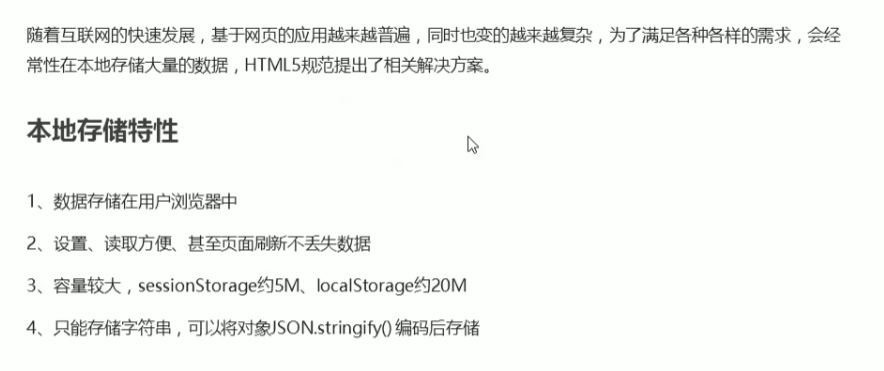 随着互联网的快速发展，基于网页的应用越来越普遍，同时也变的越来越复杂，为了满足各种各样的需求，会经
常性在本地存储大量的数据，HTML5规范提出了相关解决方案。
本地存储特性
1、数据存储在用户浏览器中
2、设置、读取方便、甚至页面刷新不丢失数据
3、容量较大，sessionStorage约5M、localStorage约20M
4、只能存储字符串，可以将对象JSON.stringify() 编码后存储